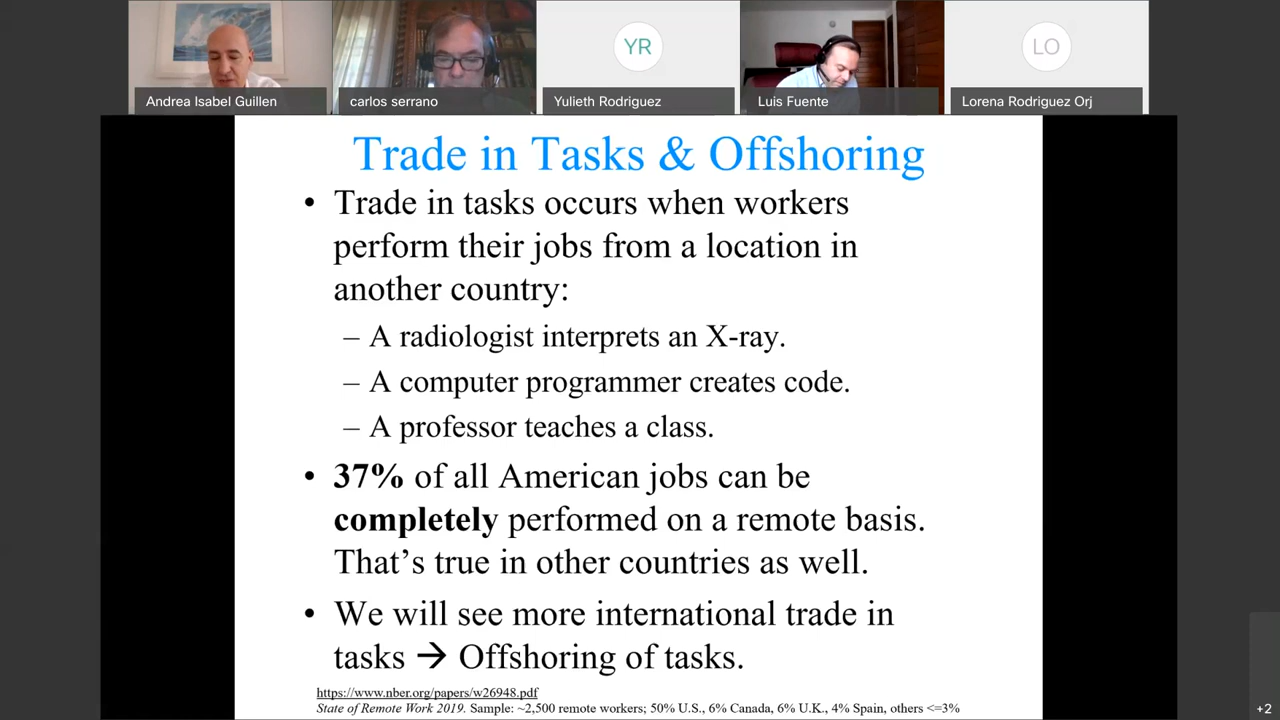 Andrea Isabel Guillen
carlos serrano
YR
Yulieth Rodriguez
Luis Fuente
LO
Lorena Rodriguez Orj
Trade in Tasks & Offshoring
• Trade in tasks occurs when workers
perform their jobs from a location in
another country:
– A radiologist interprets an X-ray.
– A computer programmer creates code.
– A professor teaches a class.
• 37% of all American jobs can be
completely performed on a remote basis.
That’s true in other countries as well.
• We will see more international trade in
tasks → Offshoring of tasks.
https://www.nber.org/papers/w26948.pdf
State of Remote Work 2019. Sample: ~2,500 remote workers; 50% U.S., 6% Canada, 6% U.K., 4% Spain, others <=3%
+2